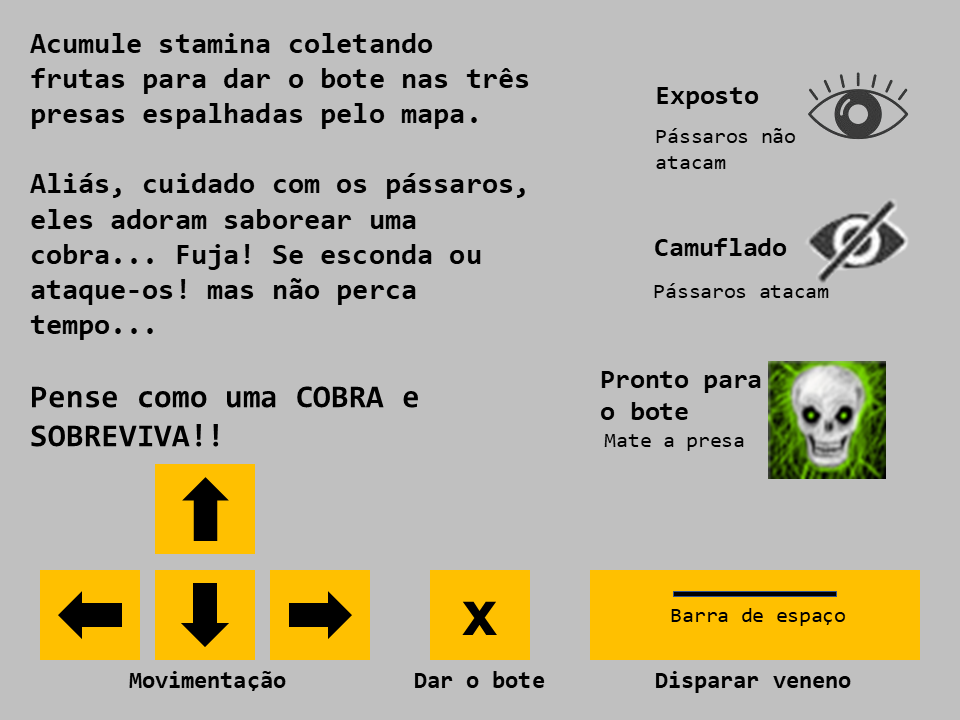 Acumule stamina coletando
frutas para dar o bote nas três
presas espalhadas pelo mapa.
Aliás, cuidado com os pássaros,
eles adoram saborear uma
cobra... Fuja! Se esconda ou
ataque-os! mas não perca
tempo...
Pense como uma COBRA e
SOBREVIVA!!
Exposto
Pássaros não
atacam
Camuflado
Pássaros atacam
Pronto para
o bote
Mate a presa
X
Barra de espaço
Movimentação
Dar o bote
Disparar veneno